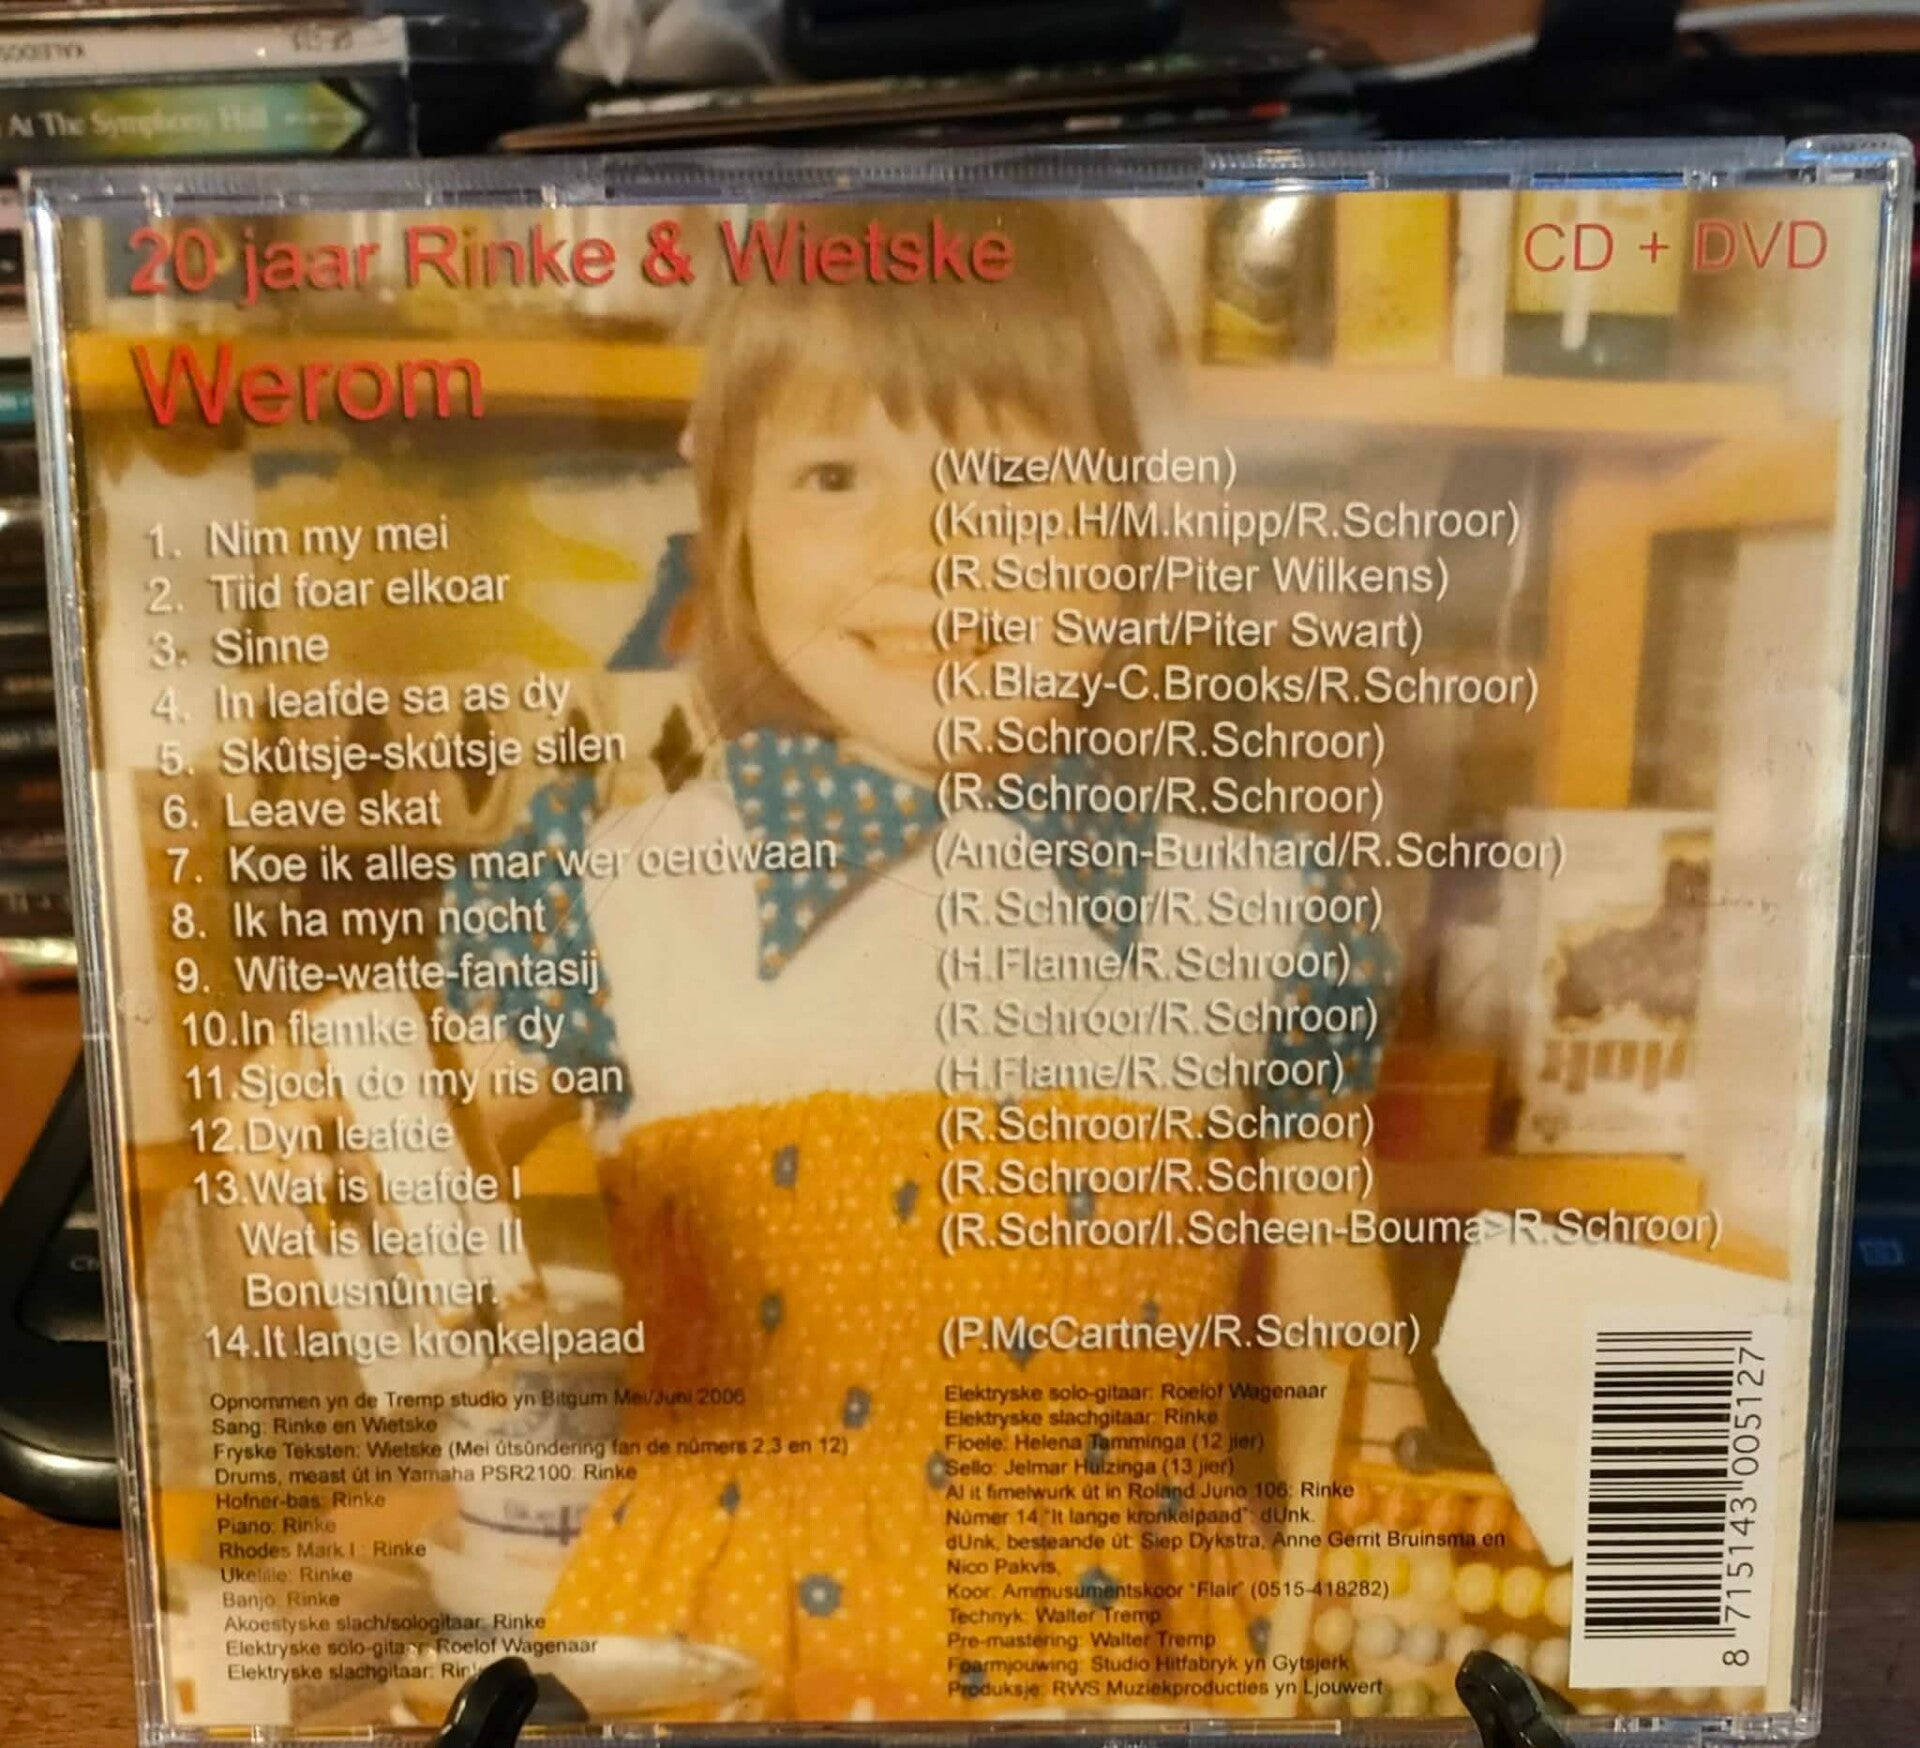 At The Symphony Hall
20 jaar Rinke & Wietske
CD + DVD
Werom
(Wize/Wurden)
1. Nim my mei
(Knipp.H/M.knipp/R.Schroor)
2. Tiid foar elkoar
(R.Schroor/Piter Wilkens)
3. Sinne
(Piter Swart/Piter Swart)
4. In leafde sa as dy
(K.Blazy-C.Brooks/R.Schroor)
5. Skûtsje-skûtsje silen
(R.Schroor/R.Schroor)
6. Leave skat
(R.Schroor/R.Schroor)
7. Koe ik alles mar wer oerdwaan
(Anderson-Burkhard/R.Schroor)
8. Ik ha myn nocht
(R.Schroor/R.Schroor)
9. Wite-watte-fantasij
(H.Flame/R.Schroor)
10.In flamke foar dy
(R.Schroor/R.Schroor)
11.Sjoch do my ris oan
(H.Flame/R.Schroor)
12.Dyn leafde
(R.Schroor/R.Schroor)
13.Wat is leafde I
(R.Schroor/R.Schroor)
Wat is leafde II
(R.Schroor/I.Scheen-Bouma>R.Schroor)
Bonusnûmer:
14.It lange kronkelpaad
(P.McCartney/R.Schroor)
Opnommen yn de Tremp studio yn Bitgum Mei/Juni 2006
Sang: Rinke en Wietske
Fryske Teksten: Wietske (Mei útsûndering fan de nûmers 2,3 en 12)
Drums, meast út in Yamaha PSR2100: Rinke
Hofner-bas: Rinke
Piano: Rinke
Rhodes Mark I : Rinke
Ukelille: Rinke
Banjo: Rinke
Akoestyske slach/sologitaar: Rinke
Elektryske solo-gitaar: Roelof Wagenaar
Elektryske slachgitaar:
Elektryske solo-gitaar: Roelof Wagenaar
Elektryske slachgitaar: Rinke
Fioele: Helena Tamminga (12 jier)
Sello: Jelmar Huizinga (13 jier)
Al it fimelwurk út in Roland Juno 106: Rinke
Nûmer 14 "It lange kronkelpaad": dUnk.
dUnk, besteande út: Siep Dykstra, Anne Gerrit Bruinsma en
Nico Pakvis,
Koor: Ammusumentskoor "Flair" (0515-418282)
Technyk: Walter Tremp
Pre-mastering: Walter Tremp
Foarmjouwing: Studio Hitfabryk yn Gytsjerk
Produksje: RWS Muziekproducties yn Ljouwert
8 715143 005127